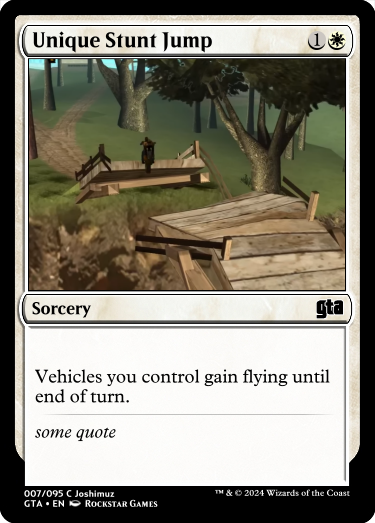 Unique Stunt Jump 1
Sorcery gta
Vehicles you control gain flying until
end of turn.
some quote
007/095 C Joshimuz ™ & © 2024 Wizards of the Coast
GTA • EN ROCKSTAR GAMES